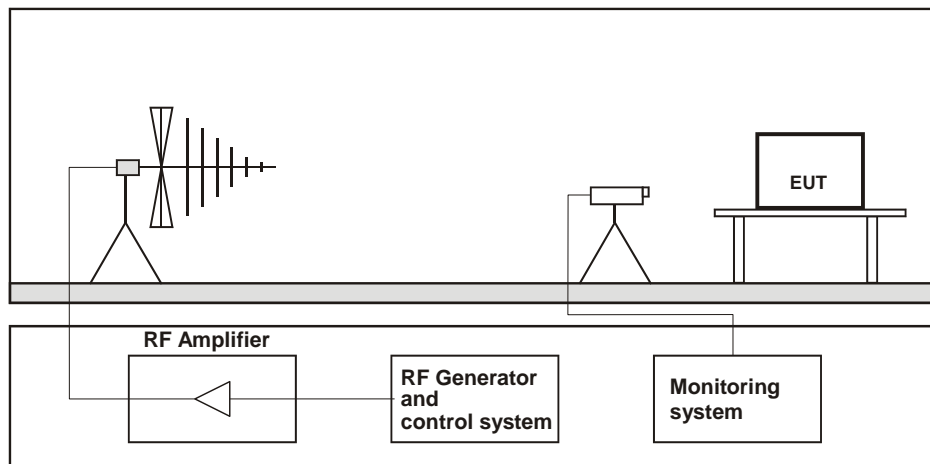 EUT
RF Amplifier
RF Generator
and
control system
Monitoring
system